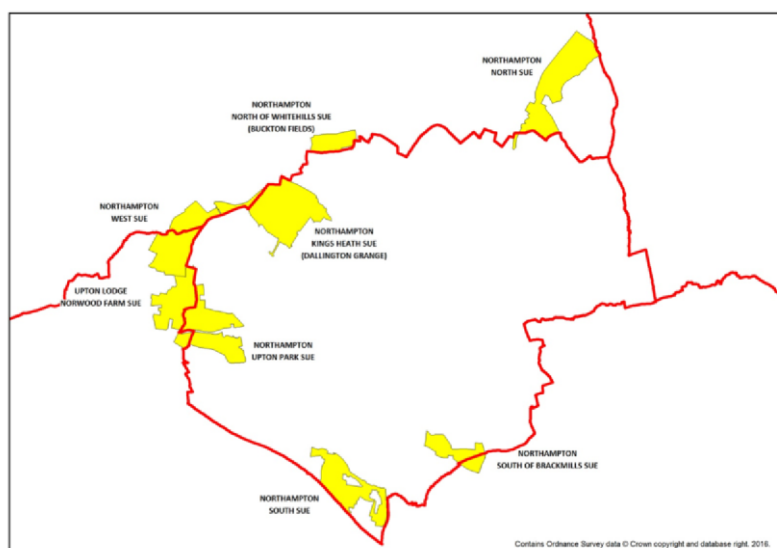 NORTHAMPTON
NORTH SUE
NORTHAMPTON
NORTH OF WHITEHILLS SUE
(BUCKTON FIELDS)
NORTHAMPTON
WEST SUE
NORTHAMPTON
KINGS HEATH SUE
(DALLINGTON GRANGE)
UPTON LODGE
NORWOOD FARM SUE
NORTHAMPTON
UPTON PARK SUE
NORTHAMPTON
SOUTH OF BRACKMILLS SUE
NORTHAMPTON
SOUTH SUE
Contains Ordnance Survey data © Crown copyright and database right. 2016.